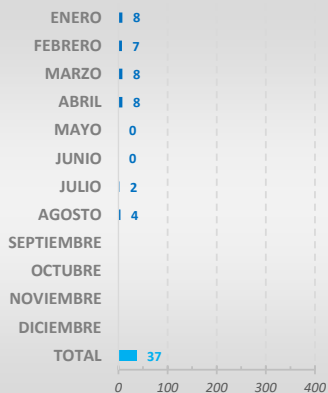 ENERO 8
FEBRERO 7
MARZO 8
ABRIL 8
MAYO 0
JUNIO 0
JULIO 2
AGOSTO 4
SEPTIEMBRE
OCTUBRE
NOVIEMBRE
DICIEMBRE
TOTAL 37
0 100 200 300 400